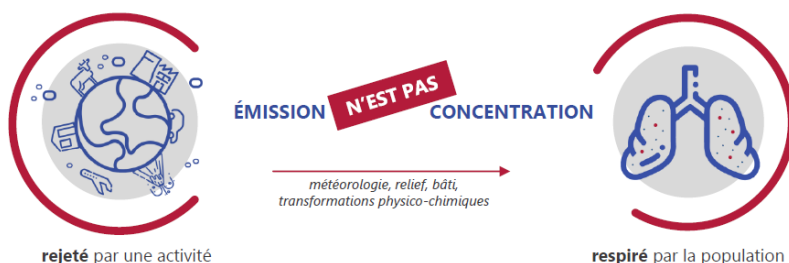 ÉMISSION N'EST PAS CONCENTRATION
météorologie, relief, bâti,
transformations physico-chimiques
rejeté par une activité
respiré par la population